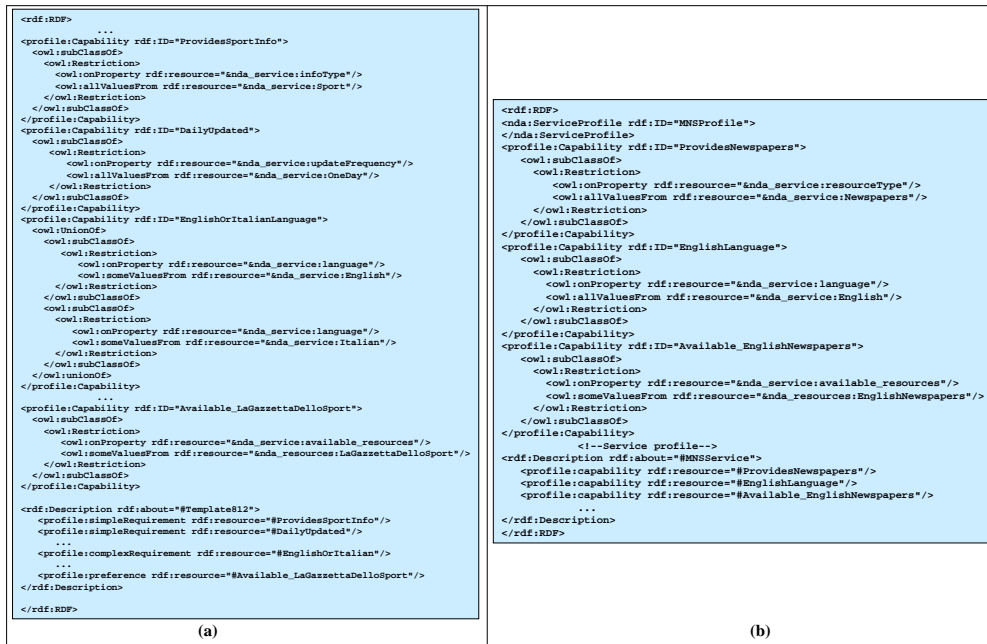 <rdf:RDF>
...
<profile:Capability rdf:ID="ProvidesSportInfo">
<owl:subClassOf>
<owl:Restriction>
<owl:onProperty rdf:resource="&nda_service:infoType"/>
<owl:allValuesFrom rdf:resource="&nda_service:Sport"/>
</owl:Restriction>
</owl:subClassOf>
</profile:Capability>
<profile:Capability rdf:ID="DailyUpdated">
<owl:subClassOf>
<owl:Restriction>
<owl:onProperty rdf:resource="&nda_service:updateFrequency"/>
<owl:allValuesFrom rdf:resource="&nda_service:OneDay"/>
</owl:Restriction>
</owl:subClassOf>
</profile:Capability>
<profile:Capability rdf:ID="EnglishOrItalianLanguage">
<owl:UnionOf>
<owl:subClassOf>
<owl:Restriction>
<owl:onProperty rdf:resource="&nda_service:language"/>
<owl:someValuesFrom rdf:resource="&nda_service:English"/>
</owl:Restriction>
</owl:subClassOf>
<owl:subClassOf>
<owl:Restriction>
<owl:onProperty rdf:resource="&nda_service:language"/>
<owl:someValuesFrom rdf:resource="&nda_service:Italian"/>
</owl:Restriction>
</owl:subClassOf>
</owl:unionOf>
</profile:Capability>
...
<profile:Capability rdf:ID="Available_LaGazzettaDelloSport">
<owl:subClassOf>
<owl:Restriction>
<owl:onProperty rdf:resource="&nda_service:available_resources"/>
<owl:someValuesFrom rdf:resource="&nda_resources:LaGazzettaDelloSport"/>
</owl:Restriction>
</owl:subClassOf>
</profile:Capability>
<rdf:Description rdf:about="#Template812">
<profile:simpleRequirement rdf:resource="#ProvidesSportInfo"/>
<profile:simpleRequirement rdf:resource="#DailyUpdated"/>
...
<profile:complexRequirement rdf:resource="#EnglishOrItalian"/>
...
<profile:preference rdf:resource="#Available_LaGazzettaDelloSport"/>
</rdf:Description>
</rdf:RDF>
(a)
<rdf:RDF>
<nda:ServiceProfile rdf:ID="MNSProfile">
</nda:ServiceProfile>
<profile:Capability rdf:ID="ProvidesNewspapers">
<owl:subClassOf>
<owl:Restriction>
<owl:onProperty rdf:resource="&nda_service:resourceType"/>
<owl:allValuesFrom rdf:resource="&nda_service:Newspapers"/>
</owl:Restriction>
</owl:subClassOf>
</profile:Capability>
<profile:Capability rdf:ID="EnglishLanguage">
<owl:subClassOf>
<owl:Restriction>
<owl:onProperty rdf:resource="&nda_service:language"/>
<owl:allValuesFrom rdf:resource="&nda_service:English"/>
</owl:Restriction>
</owl:subClassOf>
</profile:Capability>
<profile:Capability rdf:ID="Available_EnglishNewspapers">
<owl:subClassOf>
<owl:Restriction>
<owl:onProperty rdf:resource="&nda_service:available_resources"/>
<owl:someValuesFrom rdf:resource="&nda_resources:EnglishNewspapers"/>
</owl:Restriction>
</owl:subClassOf>
</profile:Capability>
<!--Service profile-->
<rdf:Description rdf:about="#MNSService">
<profile:capability rdf:resource="#ProvidesNewspapers"/>
<profile:capability rdf:resource="#EnglishLanguage"/>
<profile:capability rdf:resource="#Available_EnglishNewspapers"/>
...
</rdf:Description>
</rdf:RDF>
(b)